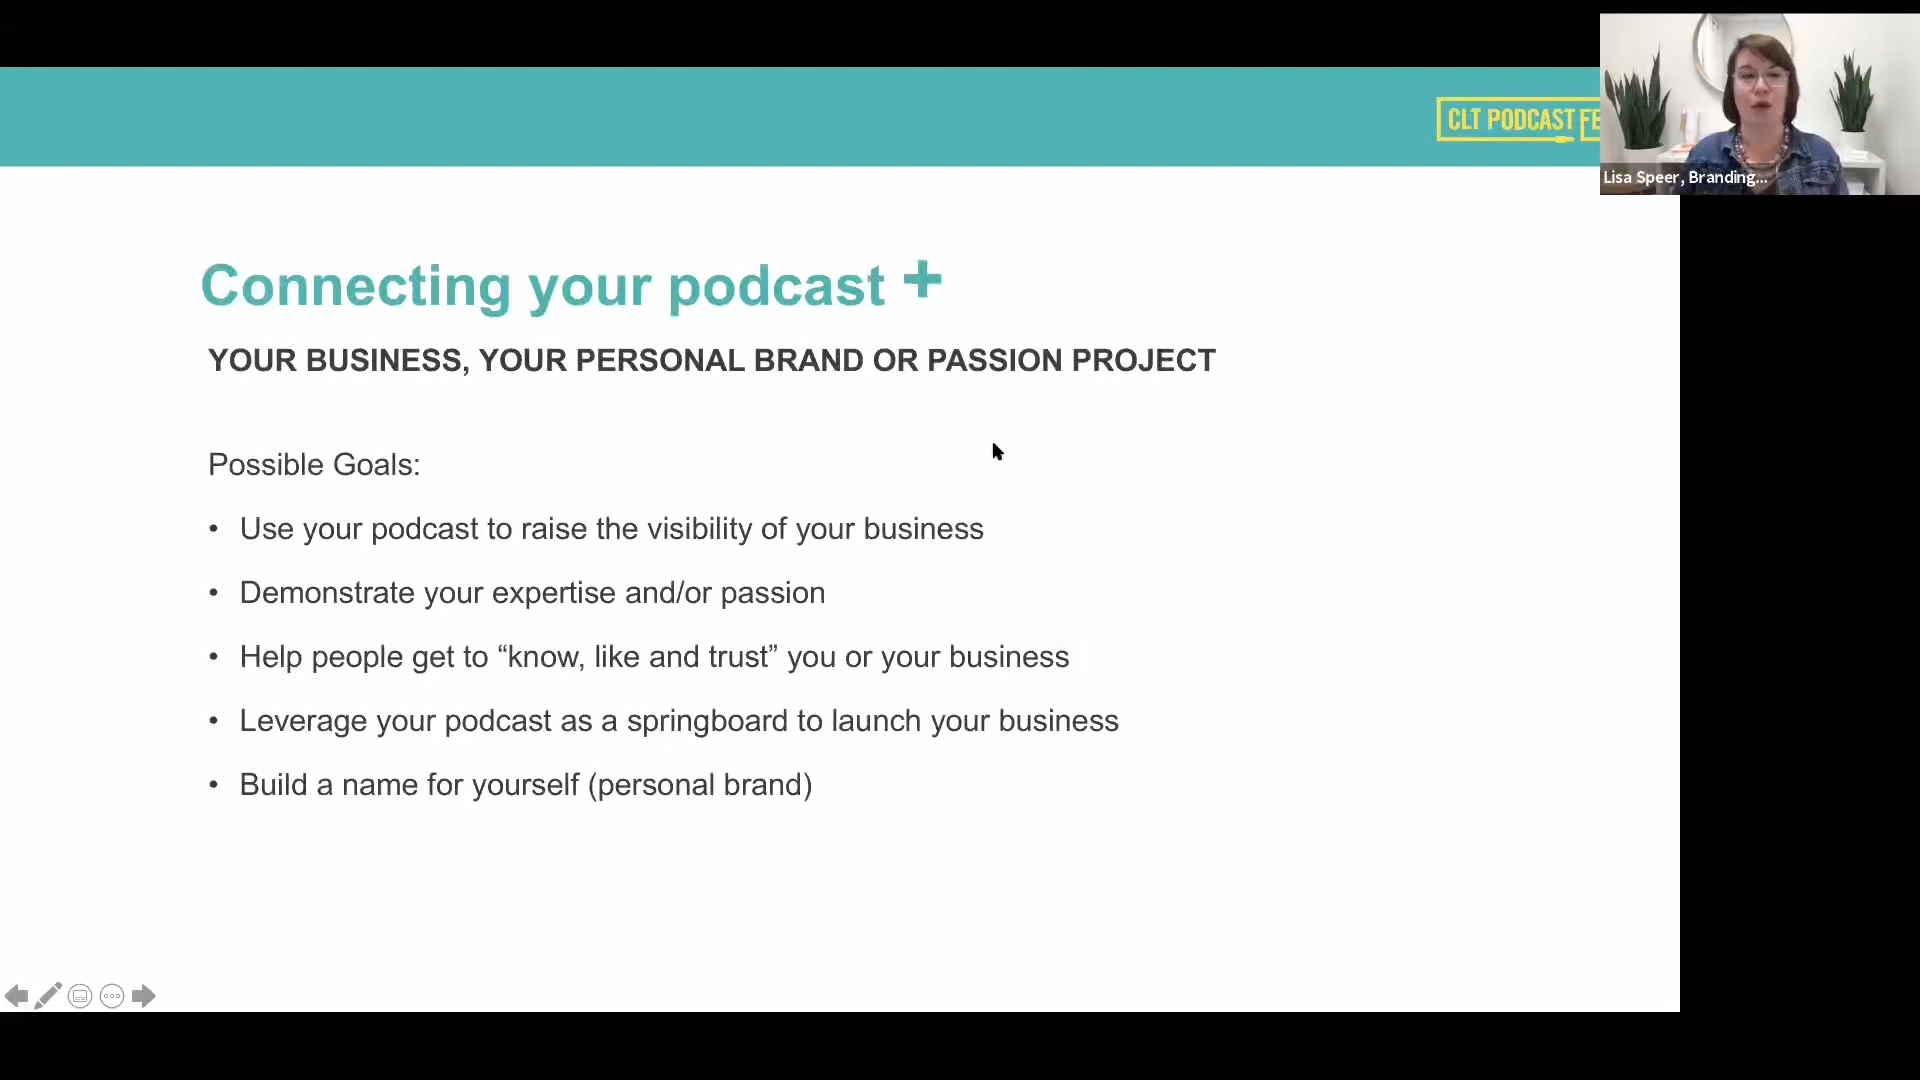 CLT PODCAST
Lisa Speer, Branding...
Connecting your podcast +
YOUR BUSINESS, YOUR PERSONAL BRAND OR PASSION PROJECT
Possible Goals:
• Use your podcast to raise the visibility of your business
• Demonstrate your expertise and/or passion
• Help people get to “know, like and trust” you or your business
• Leverage your podcast as a springboard to launch your business
• Build a name for yourself (personal brand)